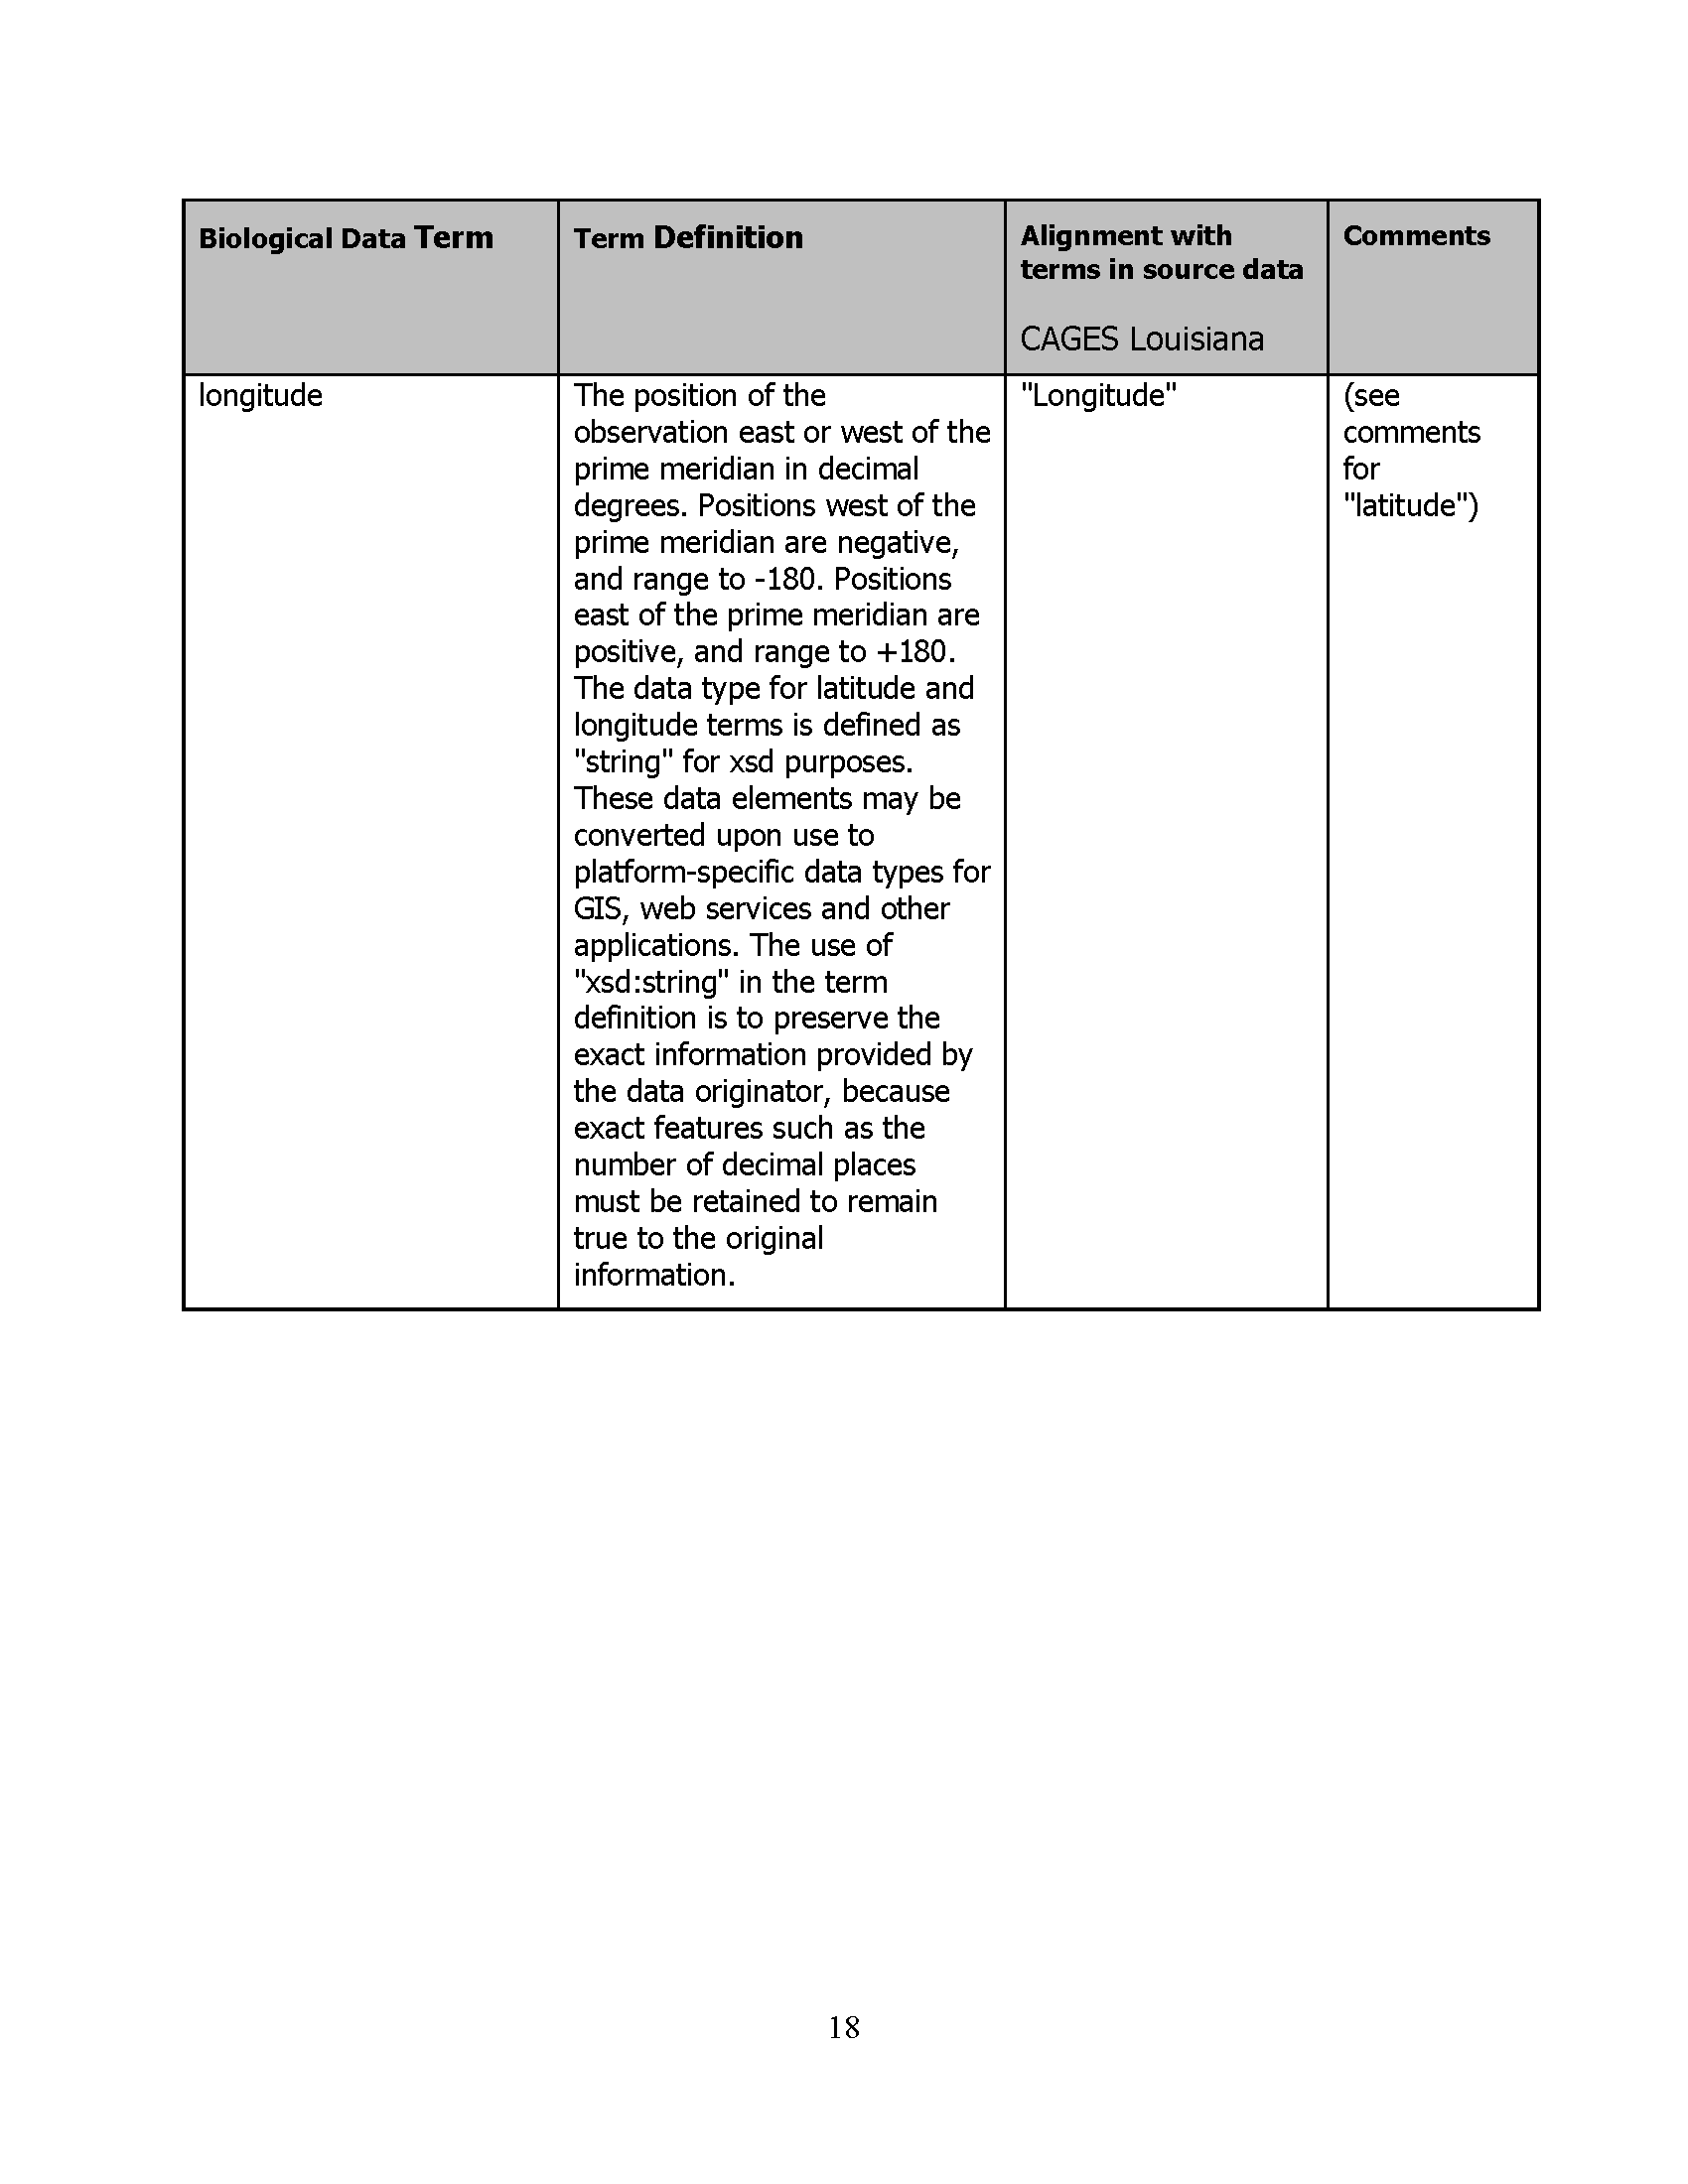 Biological Data Term
Term Definition
Alignment with
terms in source data
CAGES Louisiana
Comments
longitude
The position of the
observation east or west of the
prime meridian in decimal
degrees. Positions west of the
prime meridian are negative,
and range to -180. Positions
east of the prime meridian are
positive, and range to +180.
The data type for latitude and
longitude terms is defined as
"string" for xsd purposes.
These data elements may be
converted upon use to
platform-specific data types for
GIS, web services and other
applications. The use of
"xsd:string" in the term
definition is to preserve the
exact information provided by
the data originator, because
exact features such as the
number of decimal places
must be retained to remain
true to the original
information.
"Longitude"
(see
comments
for
"latitude")
18